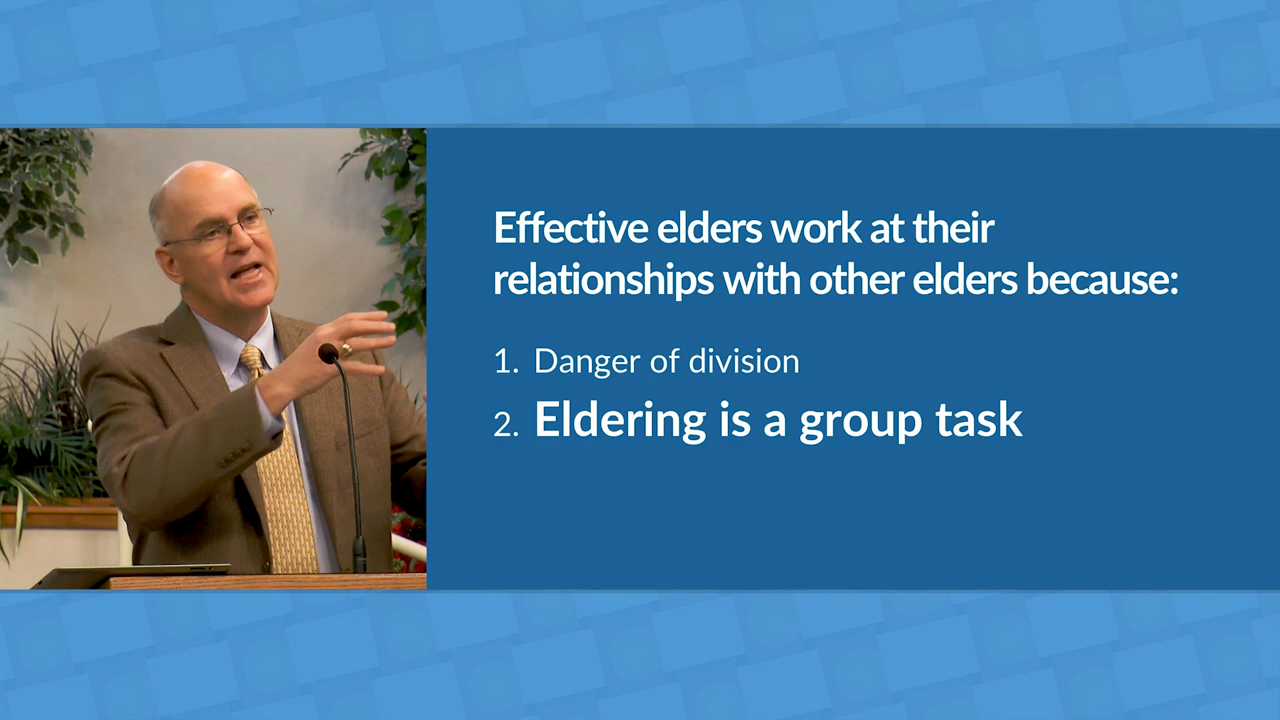 Effective elders work at their
relationships with other elders because:
1. Danger of division
2. Eldering is a group task